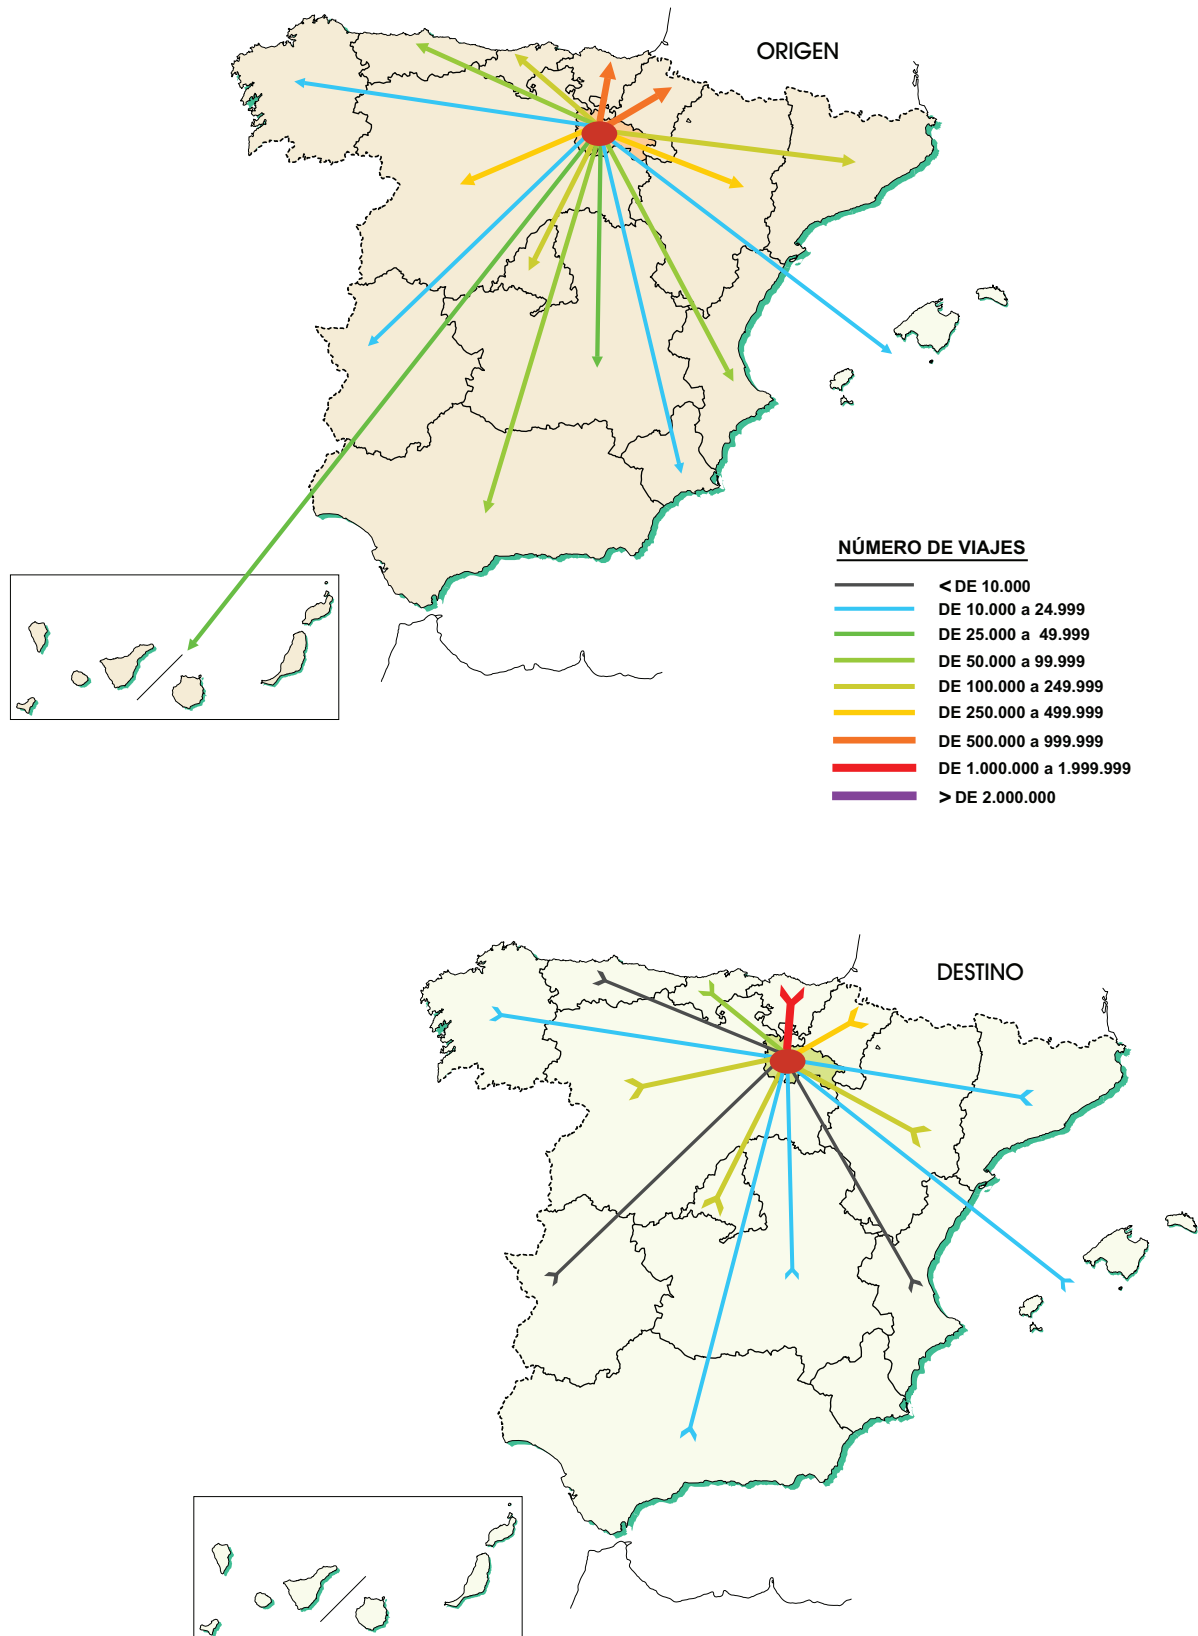 ORIGEN
NÚMERO DE VIAJES
< DE 10.000
DE 10.000 a 24.999
DE 25.000 a 49.999
DE 50.000 a 99.999
DE 100.000 a 249.999
DE 250.000 a 499.999
DE 500.000 a 999.999
DE 1.000.000 a 1.999.999
> DE 2.000.000
DESTINO